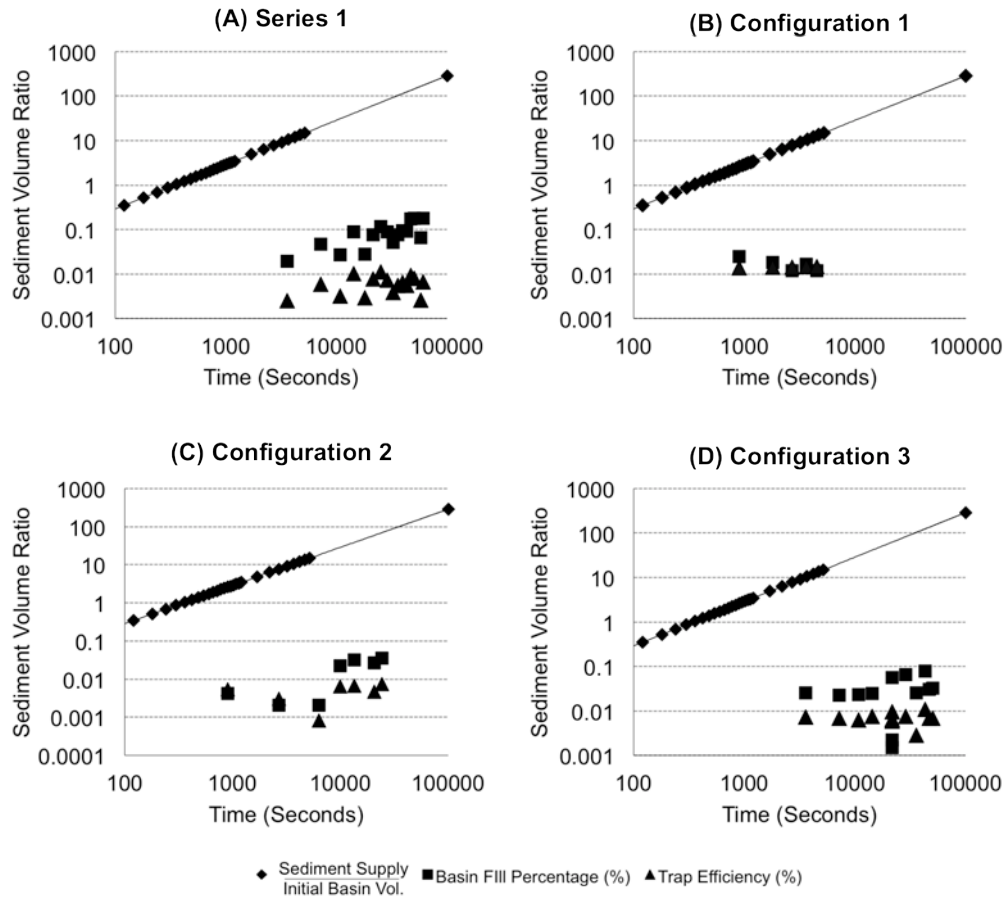 (A) Series 1
Sediment Volume Ratio
1000
100
10
1
0.1
0.01
0.001
100 1000 10000 100000
Time (Seconds)
(B) Configuration 1
Sediment Volume Ratio
1000
100
10
1
0.1
0.01
0.001
100 1000 10000 100000
Time (Seconds)
(C) Configuration 2
Sediment Volume Ratio
1000
100
10
1
0.1
0.01
0.001
0.0001
100 1000 10000 100000
Time (Seconds)
(D) Configuration 3
Sediment Volume Ratio
1000
100
10
1
0.1
0.01
0.001
100 1000 10000 100000
Time (Seconds)
Sediment Supply
Initial Basin Vol.
Basin FIll Percentage (%)
Trap Efficiency (%)